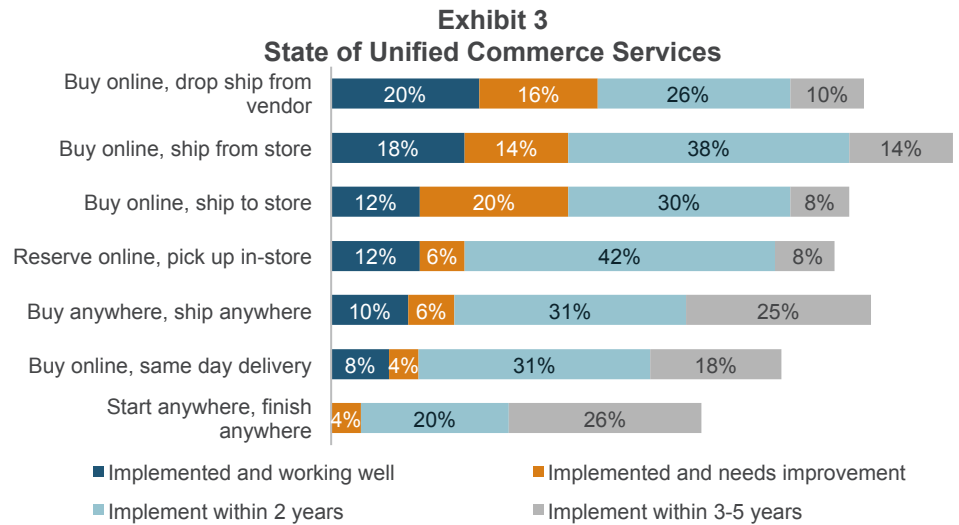 Exhibit 3
State of Unified Commerce Services
Buy online, drop ship from
vendor
20% 16% 26% 10%
Buy online, ship from store
18% 14% 38% 14%
Buy online, ship to store
12% 20% 30% 8%
Reserve online, pick up in-store
12% 6% 42% 8%
Buy anywhere, ship anywhere
10% 6% 31% 25%
Buy online, same day delivery
8% 4% 31% 18%
Start anywhere, finish
anywhere
4% 20% 26%
Implemented and working well
Implemented and needs improvement
Implement within 2 years
Implement within 3-5 years